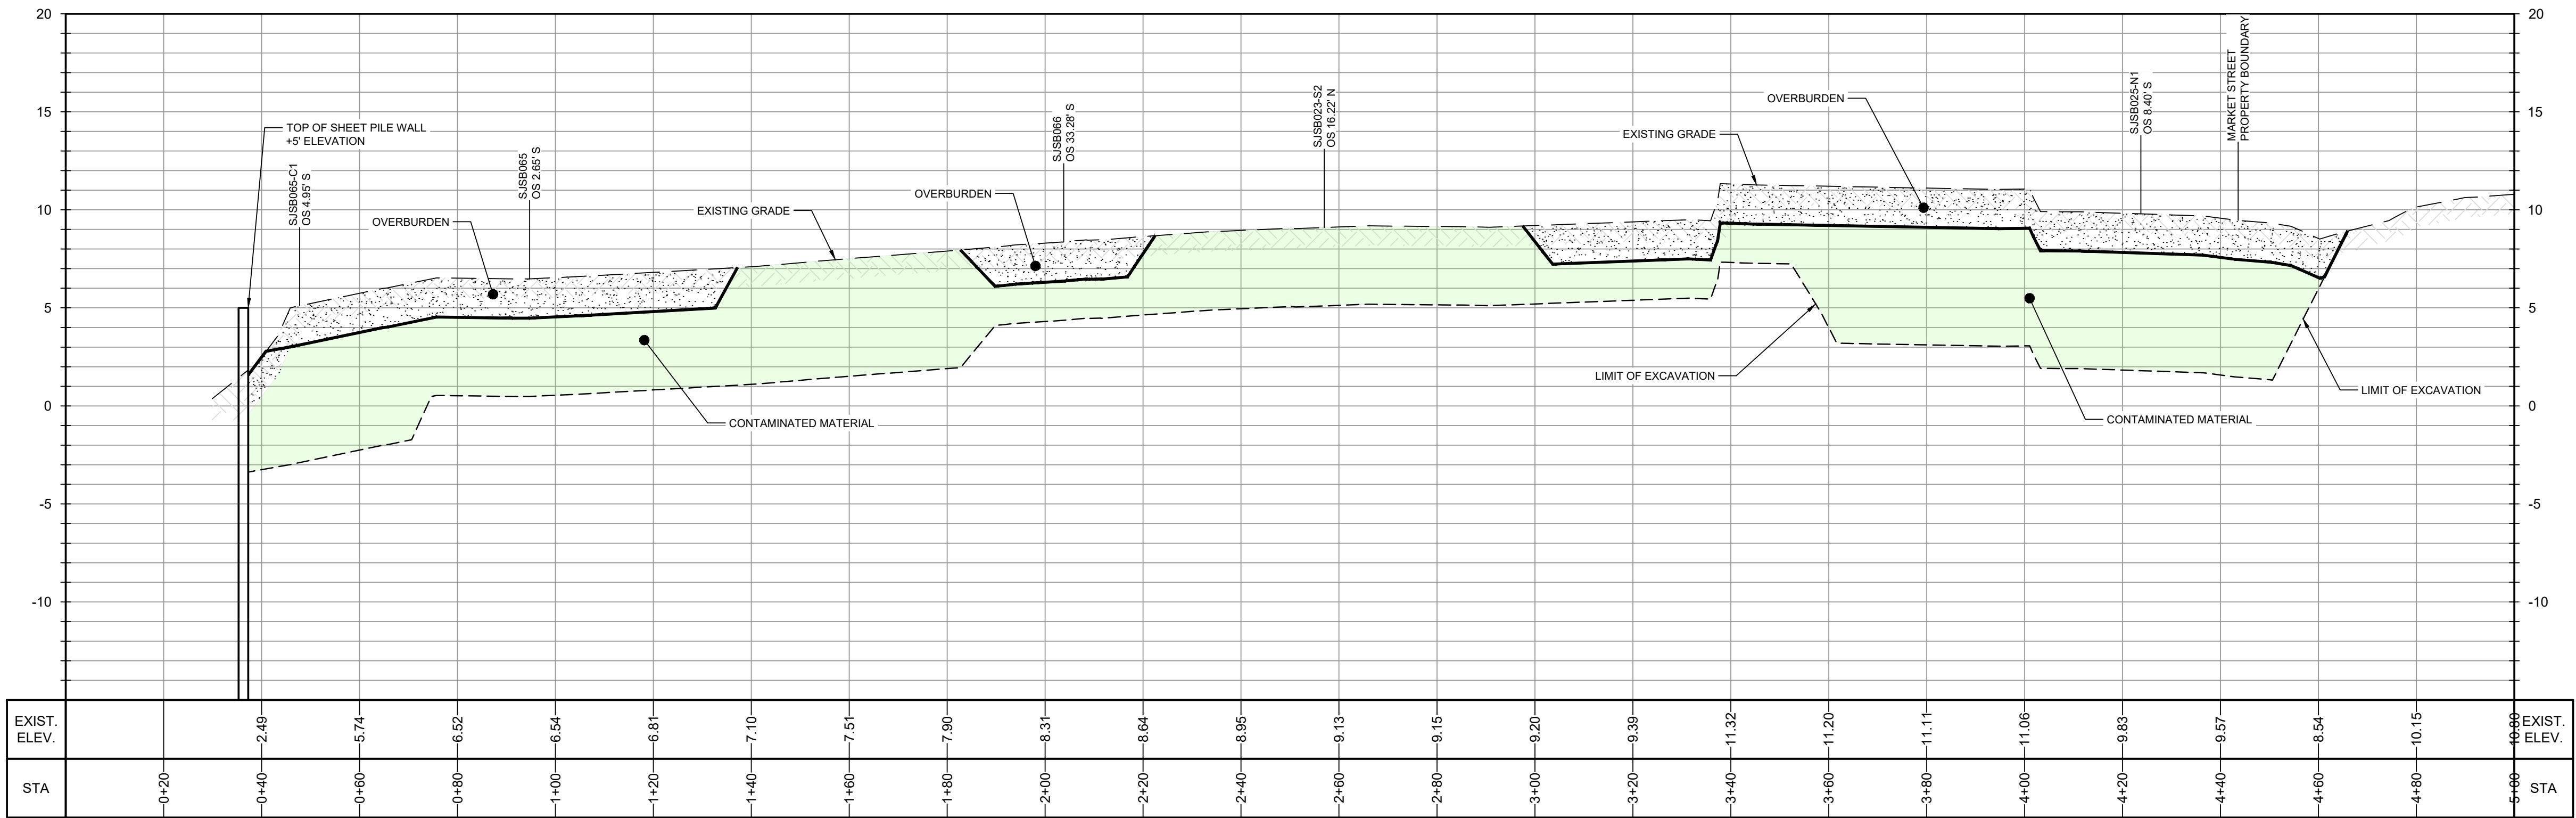 20
20
15
15
10
10
5
5
0
0
-5
-5
-10
-10
TOP OF SHEET PILE WALL
+5' ELEVATION
SJSB065-C1
OS 4.95' S
OVERBURDEN
SJSB065
OS 2.65' S
EXISTING GRADE
OVERBURDEN
SJSB066
OS 33.28' S
SJSB023-S2
OS 16.22' N
EXISTING GRADE
OVERBURDEN
SJSB025-N1
OS 8.40' S
MARKET STREET
PROPERTY BOUNDARY
CONTAMINATED MATERIAL
LIMIT OF EXCAVATION
CONTAMINATED MATERIAL
LIMIT OF EXCAVATION
EXIST.
ELEV.
2.49
5.74
6.52
6.54
6.81
7.10
7.51
7.90
8.31
8.64
8.95
9.13
9.15
9.20
9.39
11.32
11.20
11.11
11.06
9.83
9.57
8.54
10.15
10.80
EXIST.
ELEV.
STA
0+20
0+40
0+60
0+80
1+00
1+20
1+40
1+60
1+80
2+00
2+20
2+40
2+60
2+80
3+00
3+20
3+40
3+60
3+80
4+00
4+20
4+40
4+60
4+80
5+00
STA